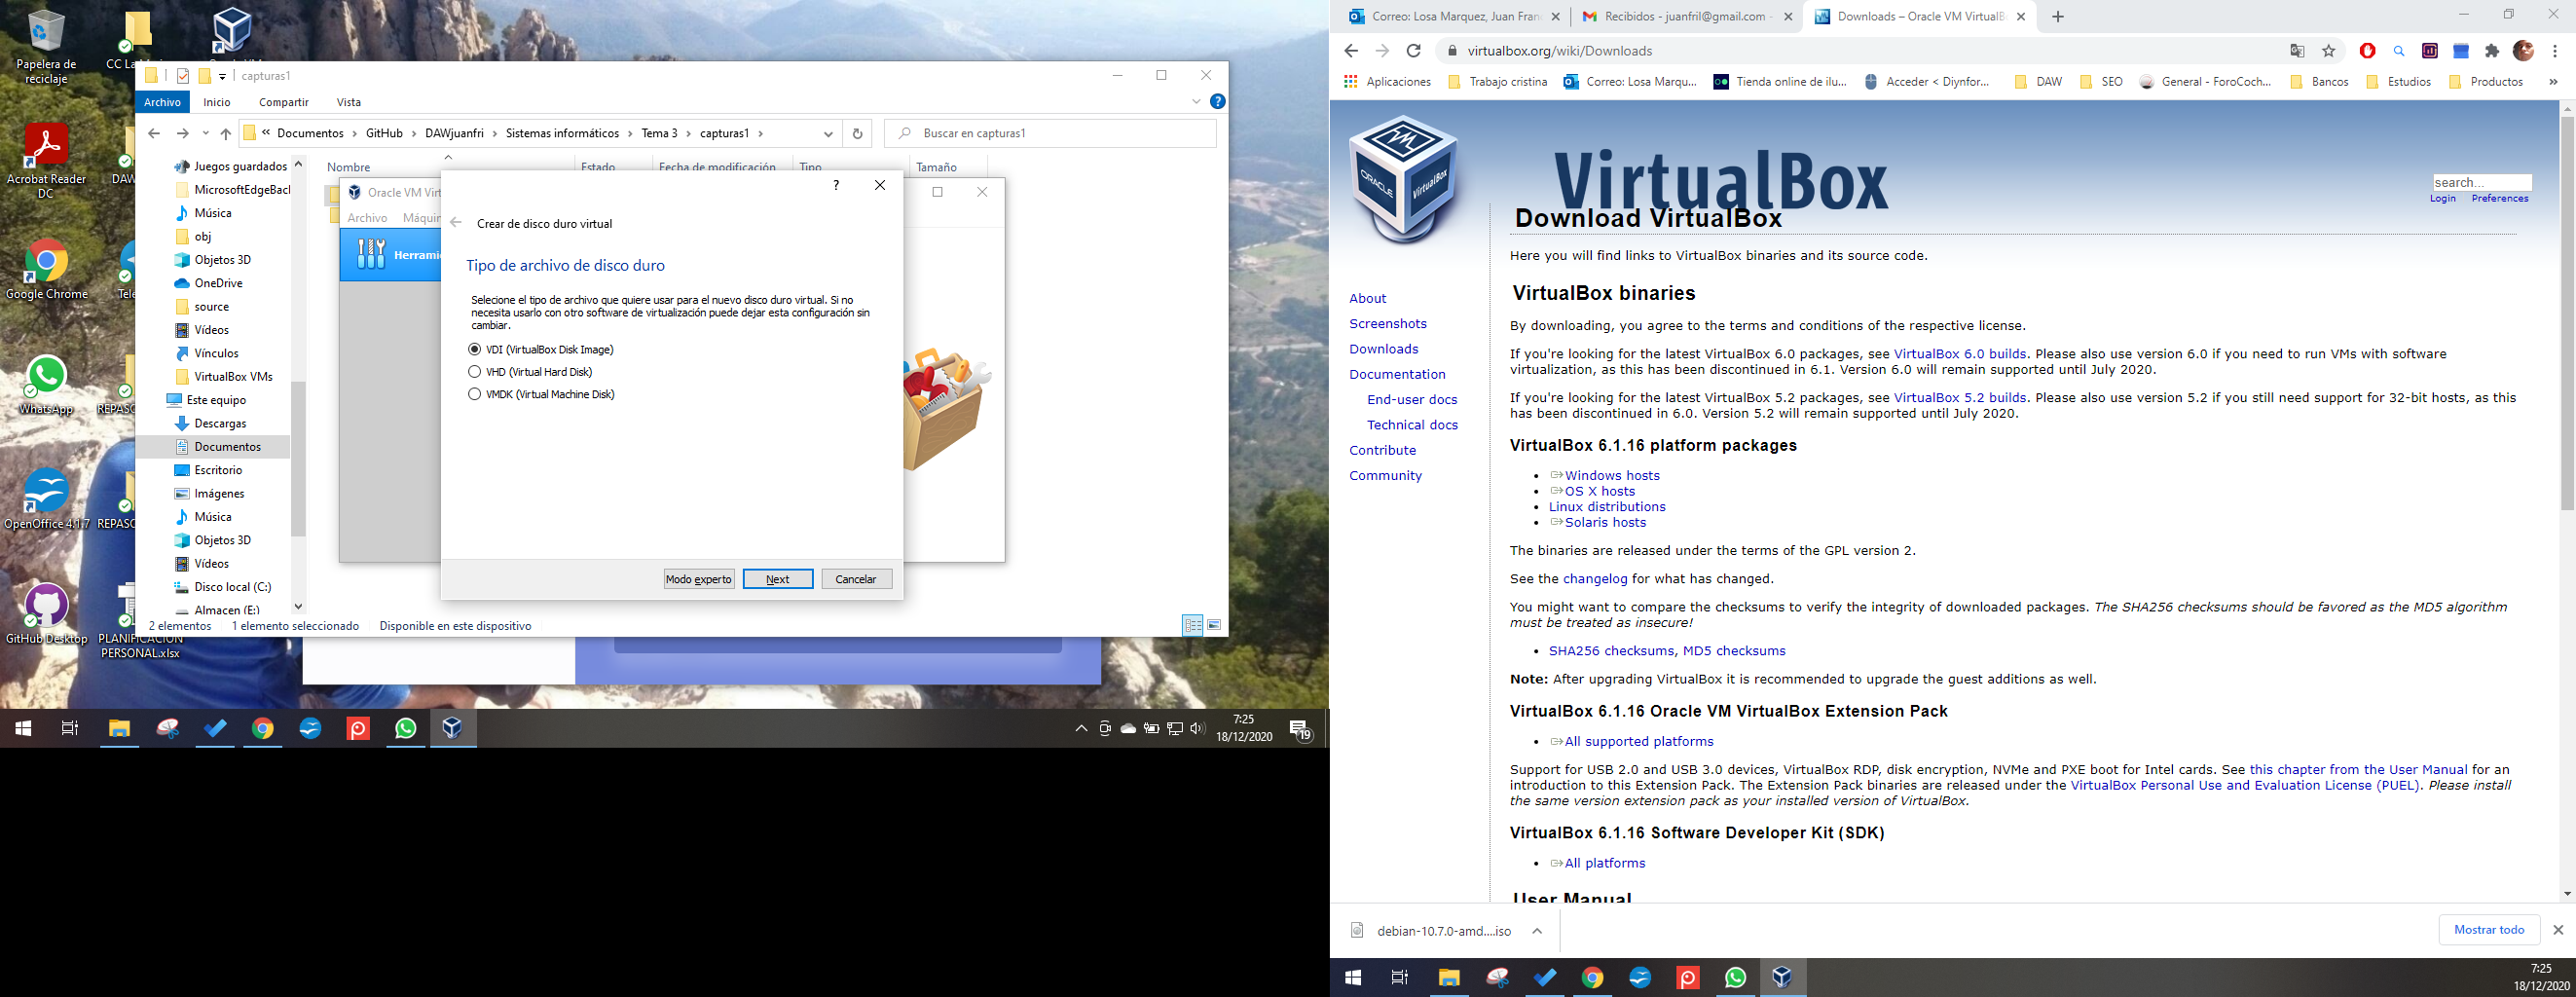 Papelera de
reciclaje
CC La
Acrobat Reader
DC
DAW
Google Chrome
Tele
WhatsApp
REPASO
OpenOffice 4.1.7
REPASO
GitHub Desktop
PLANIFICACION
PERSONAL.xlsx
capturas1
Archivo
Inicio
Compartir
Vista
« Documentos > GitHub > DAWjuanfri > Sistemas informáticos > Tema 3 > capturas1 >
Buscar en capturas1
Juegos guardados
MicrosoftEdgeBacl
Música
obj
Objetos 3D
OneDrive
source
Vídeos
Vínculos
VirtualBox VMs
Este equipo
Descargas
Documentos
Escritorio
Imágenes
Música
Objetos 3D
Vídeos
Disco local (C:)
Almacen (E:)
Nombre
Estado
Fecha de modificación
Tipo
Tamaño
Oracle VM Virt
Archivo
Máquin
Herrami
?
Crear de disco duro virtual
Tipo de archivo de disco duro
Selecione el tipo de archivo que quiere usar para el nuevo disco duro virtual. Si no
necesita usarlo con otro software de virtualización puede dejar esta configuración sin
cambiar.
VDI (VirtualBox Disk Image)
VHD (Virtual Hard Disk)
VMDK (Virtual Machine Disk)
Modo experto
Next
Cancelar
2 elementos
1 elemento seleccionado
Disponible en este dispositivo
7:25
18/12/2020
19
Correo: Losa Marquez, Juan Fran
Recibidos - juanfril@gmail.com -
Downloads – Oracle VM VirtualB
virtualbox.org/wiki/Downloads
Aplicaciones
Trabajo cristina
Correo: Losa Marqu...
Tienda online de ilu...
Acceder < Diynfor...
DAW
SEO
General - ForoCoch...
Bancos
Estudios
Productos
»
ORACLE
VirtualBox
VirtualBox
search...
Login
Preferences
Download VirtualBox
Here you will find links to VirtualBox binaries and its source code.
About
Screenshots
Downloads
Documentation
End-user docs
Technical docs
Contribute
Community
VirtualBox binaries
By downloading, you agree to the terms and conditions of the respective license.
If you're looking for the latest VirtualBox 6.0 packages, see VirtualBox 6.0 builds. Please also use version 6.0 if you need to run VMs with software
virtualization, as this has been discontinued in 6.1. Version 6.0 will remain supported until July 2020.
If you're looking for the latest VirtualBox 5.2 packages, see VirtualBox 5.2 builds. Please also use version 5.2 if you still need support for 32-bit hosts, as this
has been discontinued in 6.0. Version 5.2 will remain supported until July 2020.
VirtualBox 6.1.16 platform packages
• Windows hosts
• OS X hosts
• Linux distributions
• Solaris hosts
The binaries are released under the terms of the GPL version 2.
See the changelog for what has changed.
You might want to compare the checksums to verify the integrity of downloaded packages. The SHA256 checksums should be favored as the MD5 algorithm
must be treated as insecure!
• SHA256 checksums, MD5 checksums
Note: After upgrading VirtualBox it is recommended to upgrade the guest additions as well.
VirtualBox 6.1.16 Oracle VM VirtualBox Extension Pack
• All supported platforms
Support for USB 2.0 and USB 3.0 devices, VirtualBox RDP, disk encryption, NVMe and PXE boot for Intel cards. See this chapter from the User Manual for an
introduction to this Extension Pack. The Extension Pack binaries are released under the VirtualBox Personal Use and Evaluation License (PUEL). Please install
the same version extension pack as your installed version of VirtualBox.
VirtualBox 6.1.16 Software Developer Kit (SDK)
• All platforms
User Manual
debian-10.7.0-amd....iso
Mostrar todo
7:25
18/12/2020